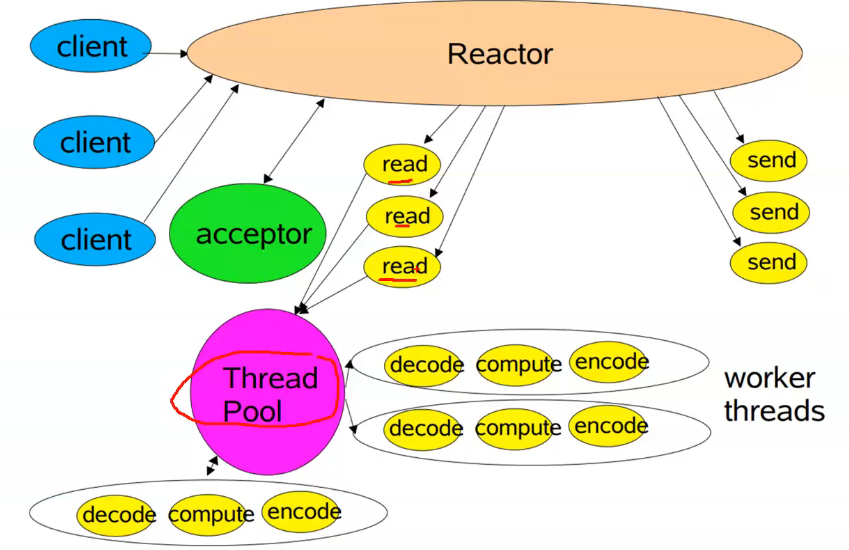 client
Reactor
client
client
acceptor
read
read
read
send
send
send
Thread
Pool
decode compute encode
decode compute encode
worker
threads
decode compute encode